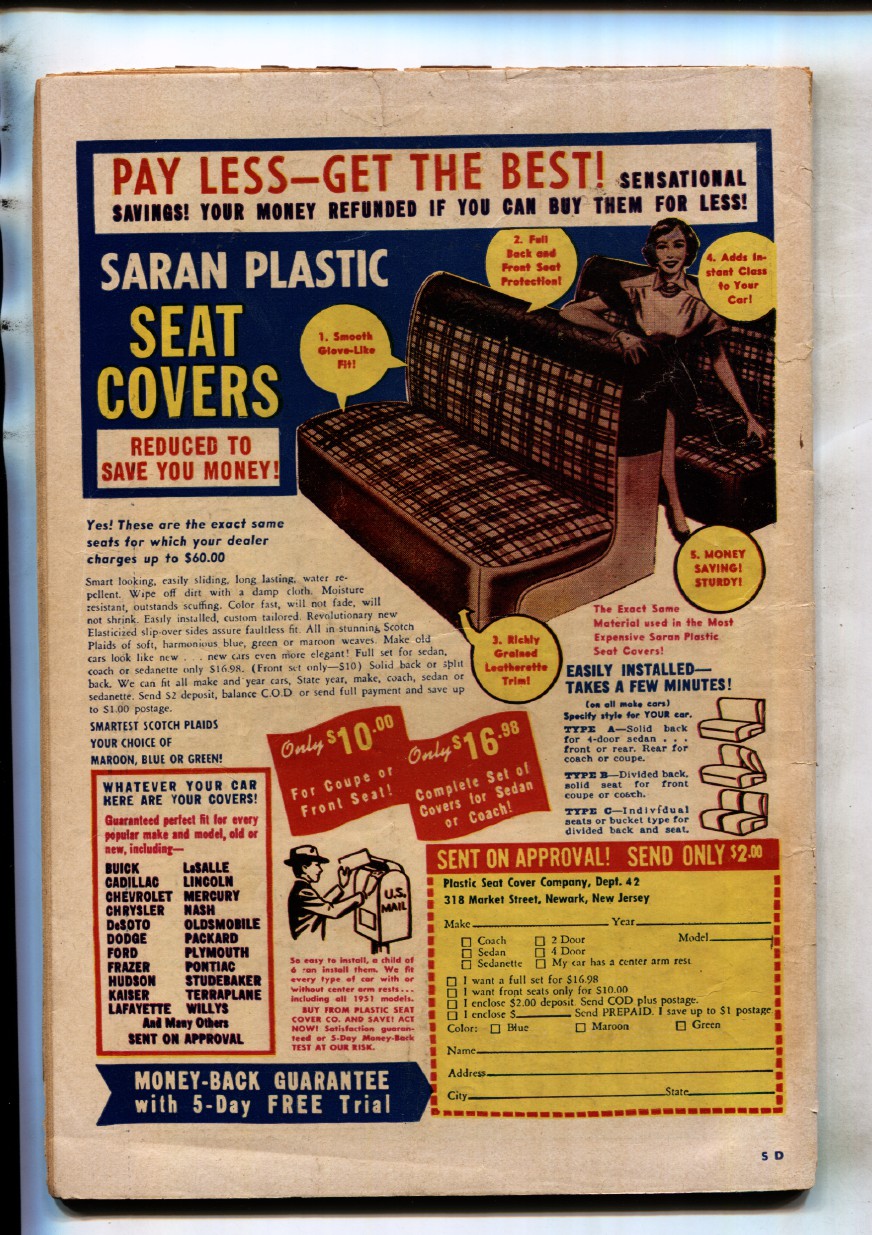 PAY LESS—GET THE BEST! SENSATIONAL
SAVINGS! YOUR MONEY REFUNDED IF YOU CAN BUY THEM FOR LESS!
SARAN PLASTIC
SEAT
COVERS
REDUCED TO
SAVE YOU MONEY!
1. Smooth
Glove-Like
Fit!
2. Full
Back and
Front Seat
Protection!
4. Adds In-
stant Class
to Your
Car!
5. MONEY
SAVING!
STURDY!
3. Richly
Grained
Leatherette
Trim!
Yes! These are the exact same
seats for which your dealer
charges up to $60.00
Smart looking, easily sliding, long lasting, water re-
pellent. Wipe off dirt with a damp cloth. Moisture
resistant, outstands scuffing. Color fast, will not fade, will
not shrink. Easily installed, custom tailored. Revolutionary new
Elasticized slip-over sides assure faultless fit. All in stunning Scotch
Plaids of soft, harmonious blue, green or maroon weaves. Make old
cars look like new . . . new cars even more elegant! Full set for sedan,
coach or sedanette only $16.98. (Front set only—$10) Solid back or split
back. We can fit all make and year cars, State year, make, coach, sedan or
sedanette. Send $2 deposit, balance C.O.D or send full payment and save up
to $1.00 postage.
SMARTEST SCOTCH PLAIDS
YOUR CHOICE OF
MAROON, BLUE OR GREEN!
The Exact Same
Material used in the Most
Expensive Saran Plastic
Seat Covers!
EASILY INSTALLED—
TAKES A FEW MINUTES!
(on all make cars)
Specify style for YOUR car.
TYPE A—Solid back
for 4-door sedan . . .
front or rear. Rear for
coach or coupe.
TYPE B—Divided back,
solid seat for front
coupe or coach.
TYPE C—Individual
seats or bucket type for
divided back and seat.
Only $10.00
For Coupe or
Front Seat!
Only $16.98
Complete Set of
Covers for Sedan
or Coach!
WHATEVER YOUR CAR
HERE ARE YOUR COVERS!
Guaranteed perfect fit for every
popular make and model, old or
new, including—
BUICK LaSALLE
CADILLAC LINCOLN
CHEVROLET MERCURY
CHRYSLER NASH
DeSOTO OLDSMOBILE
DODGE PACKARD
FORD PLYMOUTH
FRAZER PONTIAC
HUDSON STUDEBAKER
KAISER TERRAPLANE
LAFAYETTE WILLYS
And Many Others
SENT ON APPROVAL
U.S.
MAIL
So easy to install, a child of
6 can install them. We fit
every type of car with or
without center arm rests...
including all 1951 models.
BUY FROM PLASTIC SEAT
COVER CO. AND SAVE! ACT
NOW! Satisfaction guaran-
teed or 5-Day Money-Back
TEST AT OUR RISK.
MONEY-BACK GUARANTEE
with 5-Day FREE Trial
SENT ON APPROVAL! SEND ONLY $2.00
Plastic Seat Cover Company, Dept. 42
318 Market Street, Newark, New Jersey
Make Year
Coach 2 Door Model
Sedan 4 Door
Sedanette My car has a center arm rest
I want a full set for $16.98
I want front seats only for $10.00
I enclose $2.00 deposit. Send COD plus postage.
I enclose $ Send PREPAID. I save up to $1 postage
Color: Blue Maroon Green
Name
Address
City State
S D